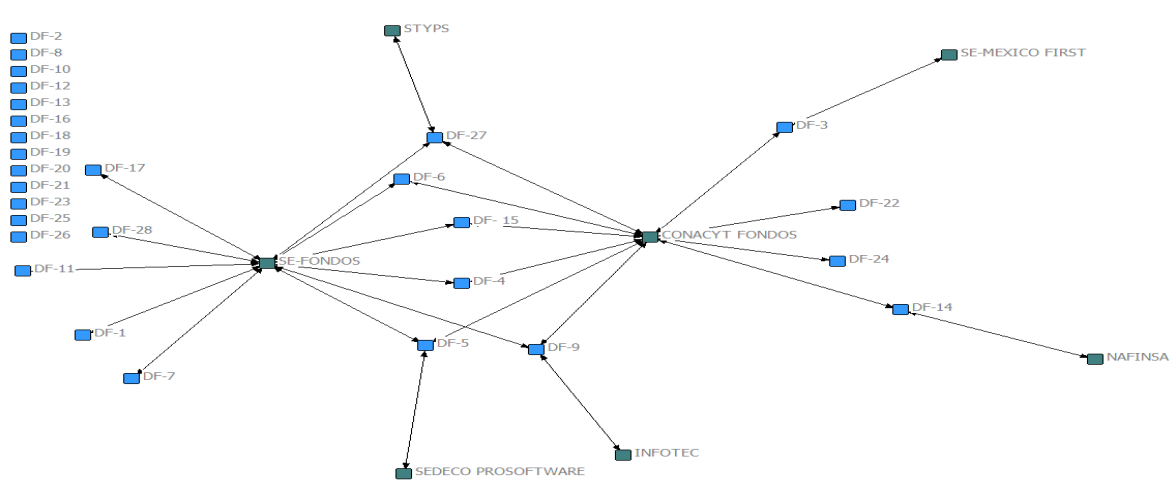 DF-2
DF-8
DF-10
DF-12
DF-13
DF-16
DF-18
DF-19
DF-20
DF-21
DF-23
DF-25
DF-26
DF-17
DF-28
DF-11
DF-1
DF-7
SE-FONDOS
STYPS
DF-27
DF-6
DF- 15
DF-4
DF-5
DF-9
SEDECO PROSOFTWARE
INFOTEC
CONACYT FONDOS
SE-MEXICO FIRST
DF-3
DF-22
DF-24
DF-14
NAFINSA